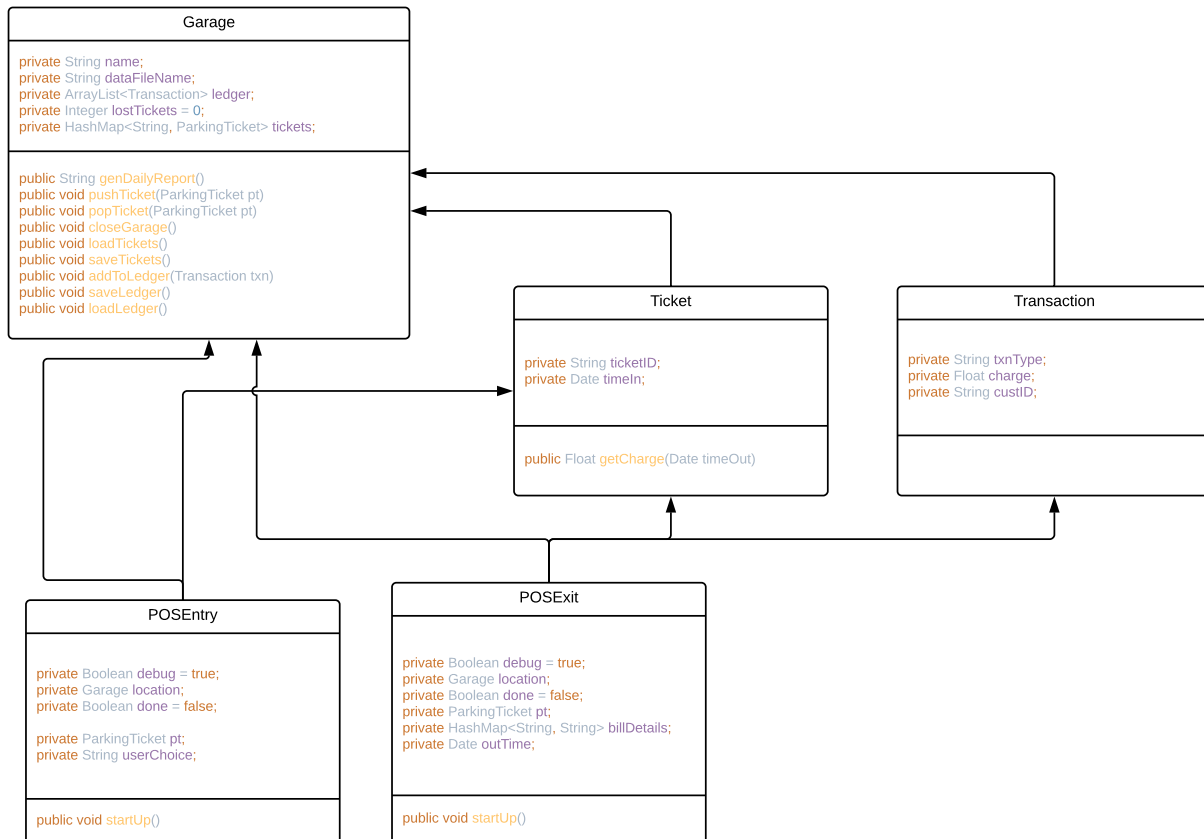 Garage
private String name;
private String dataFileName;
private ArrayList<Transaction> ledger;
private Integer lostTickets = 0;
private HashMap<String, ParkingTicket> tickets;
public String genDailyReport()
public void pushTicket(ParkingTicket pt)
public void popTicket(ParkingTicket pt)
public void closeGarage()
public void loadTickets()
public void saveTickets()
public void addToLedger(Transaction txn)
public void saveLedger()
public void loadLedger()
Ticket
private String ticketID;
private Date timeIn;
public Float getCharge(Date timeOut)
Transaction
private String txnType;
private Float charge;
private String custID;
POSEntry
private Boolean debug = true;
private Garage location;
private Boolean done = false;
private ParkingTicket pt;
private String userChoice;
public void startUp()
POSExit
private Boolean debug = true;
private Garage location;
private Boolean done = false;
private ParkingTicket pt;
private HashMap<String, String> billDetails;
private Date outTime;
public void startUp()